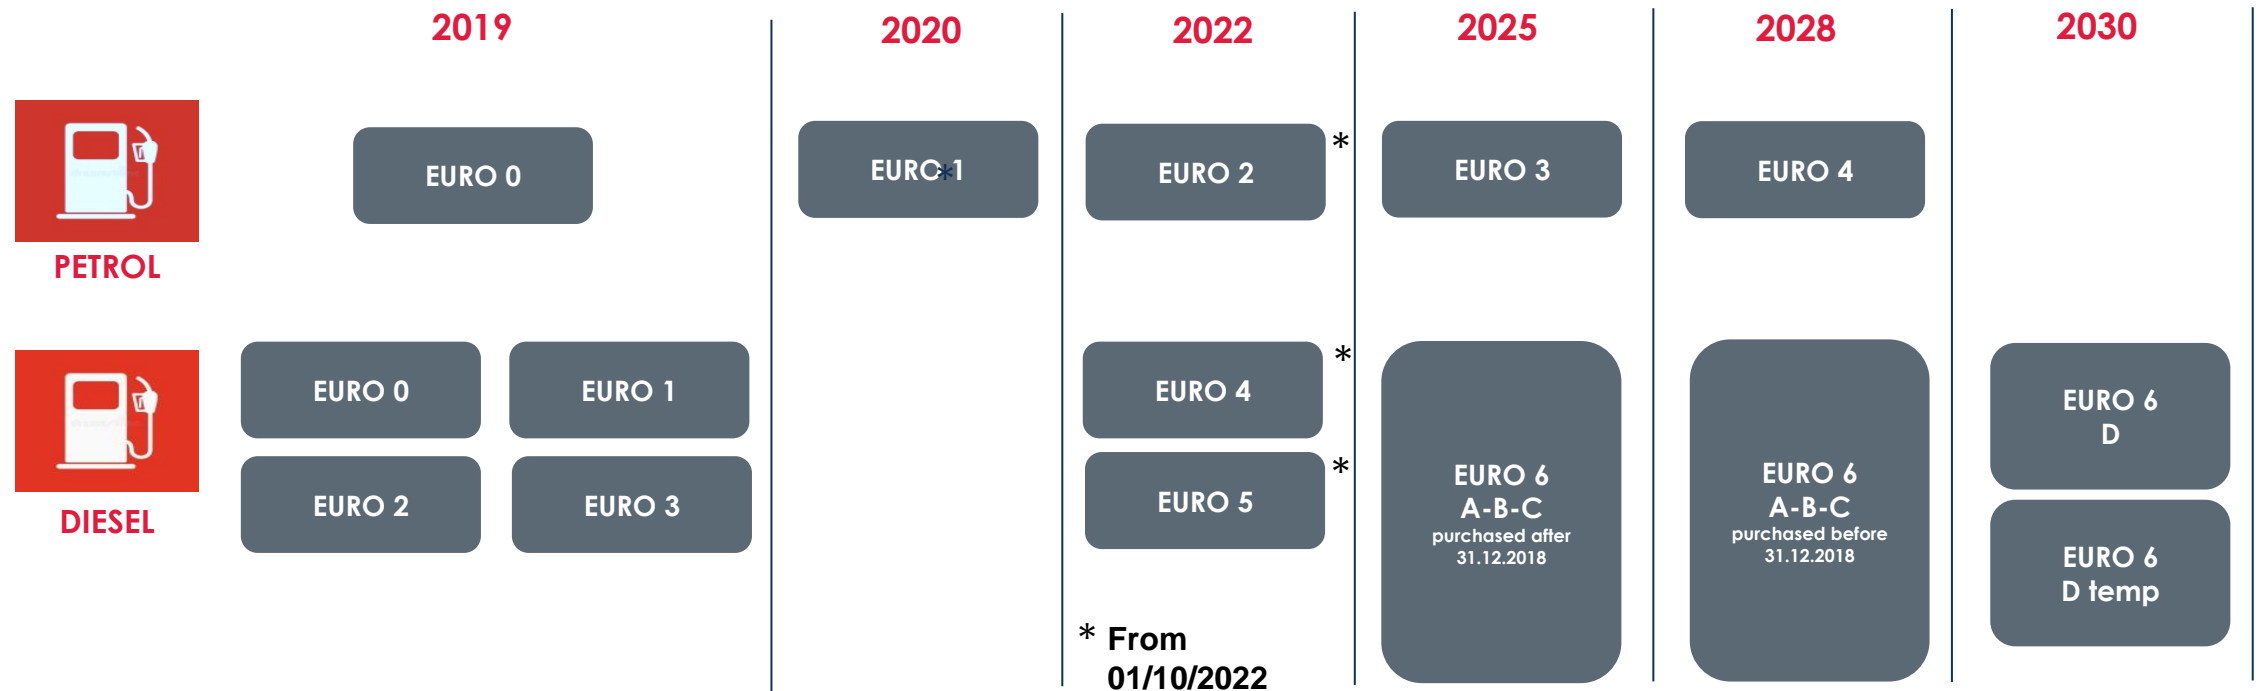 2019
2020
2022
2025
2028
2030
PETROL
EURO 0
EURO 1
*
EURO 2
*
EURO 3
EURO 4
DIESEL
EURO 0
EURO 1
EURO 2
EURO 3
EURO 4
*
EURO 5
*
EURO 6
A-B-C
purchased after
31.12.2018
EURO 6
A-B-C
purchased before
31.12.2018
EURO 6
D
EURO 6
D temp
* From
01/10/2022